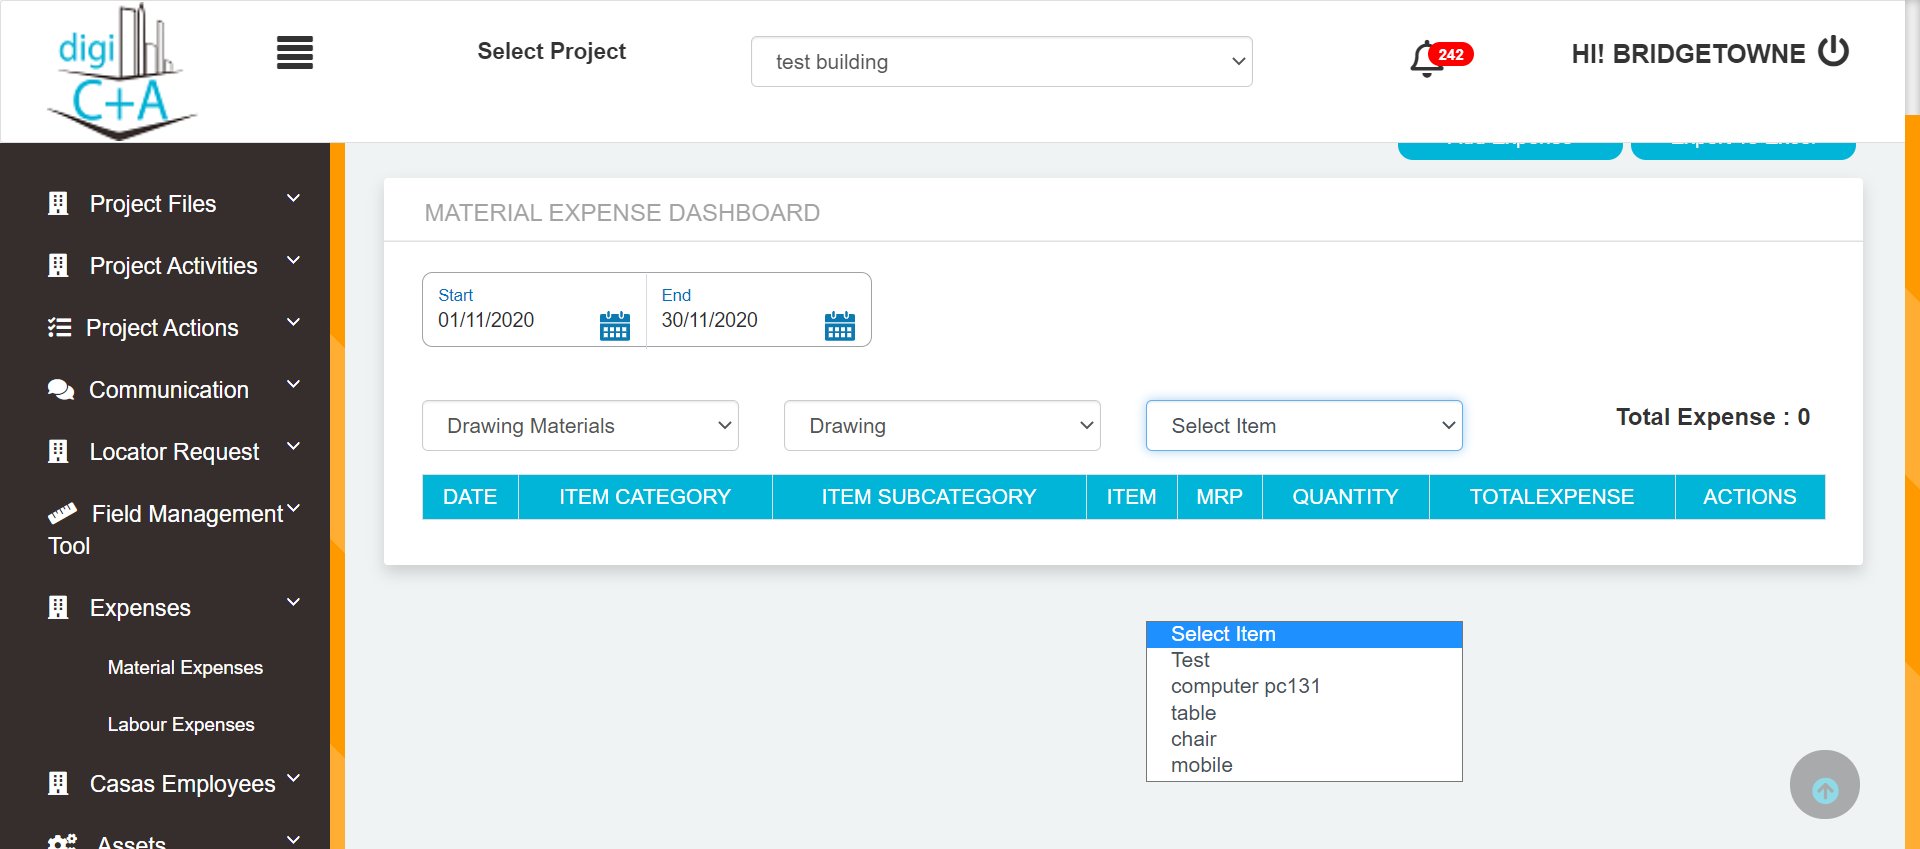 digi
C+A
Select Project
test building
242
HI! BRIDGETOWNE
Project Files
Project Activities
Project Actions
Communication
Locator Request
Field Management
Tool
Expenses
Material Expenses
Labour Expenses
Casas Employees
Assets
MATERIAL EXPENSE DASHBOARD
Start
01/11/2020
End
30/11/2020
Drawing Materials
Drawing
Select Item
Total Expense : 0
DATE ITEM CATEGORY ITEM SUBCATEGORY ITEM MRP QUANTITY TOTALEXPENSE ACTIONS
Select Item
Test
computer pc131
table
chair
mobile